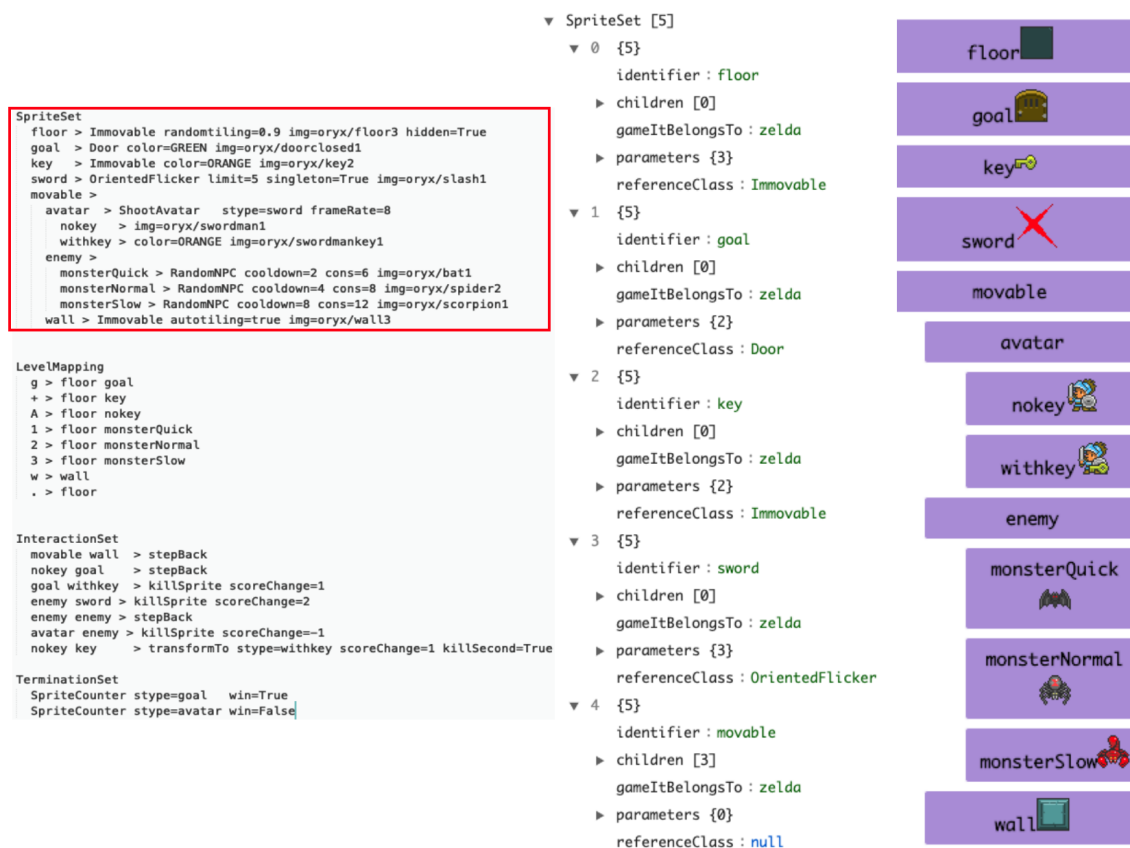 SpriteSet
floor > Immovable randomtiling=0.9 img=oryx/floor3 hidden=True
goal > Door color=GREEN img=oryx/doorclosed1
key > Immovable color=ORANGE img=oryx/key2
sword > OrientedFlicker limit=5 singleton=True img=oryx/slash1
movable >
avatar > ShootAvatar stype=sword frameRate=8
nokey > img=oryx/swordman1
withkey > color=ORANGE img=oryx/swordmankey1
enemy >
monsterQuick > RandomNPC cooldown=2 cons=6 img=oryx/bat1
monsterNormal > RandomNPC cooldown=4 cons=8 img=oryx/spider2
monsterSlow > RandomNPC cooldown=8 cons=12 img=oryx/scorpion1
wall > Immovable autotiling=true img=oryx/wall3
LevelMapping
g > floor goal
+ > floor key
A > floor nokey
1 > floor monsterQuick
2 > floor monsterNormal
3 > floor monsterSlow
w > wall
. > floor
InteractionSet
movable wall > stepBack
nokey goal > stepBack
goal withkey > killSprite scoreChange=1
enemy sword > killSprite scoreChange=2
enemy enemy > stepBack
avatar enemy > killSprite scoreChange=-1
nokey key > transformTo stype=withkey scoreChange=1 killSecond=True
TerminationSet
SpriteCounter stype=goal win=True
SpriteCounter stype=avatar win=False
▼ SpriteSet [5]
▼ 0 {5}
identifier : floor
▶ children [0]
gameItBelongsTo : zelda
▶ parameters {3}
referenceClass : Immovable
▼ 1 {5}
identifier : goal
▶ children [0]
gameItBelongsTo : zelda
▶ parameters {2}
referenceClass : Door
▼ 2 {5}
identifier : key
▶ children [0]
gameItBelongsTo : zelda
▶ parameters {2}
referenceClass : Immovable
▼ 3 {5}
identifier : sword
▶ children [0]
gameItBelongsTo : zelda
▶ parameters {3}
referenceClass : OrientedFlicker
▼ 4 {5}
identifier : movable
▶ children [3]
gameItBelongsTo : zelda
▶ parameters {0}
referenceClass : null
floor
goal
key
sword
movable
avatar
nokey
withkey
enemy
monsterQuick
monsterNormal
monsterSlow
wall